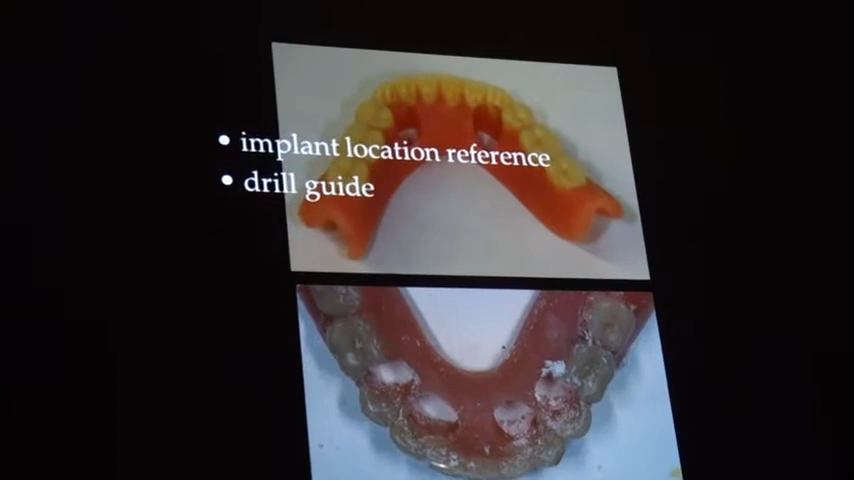 • implant location reference
• drill guide